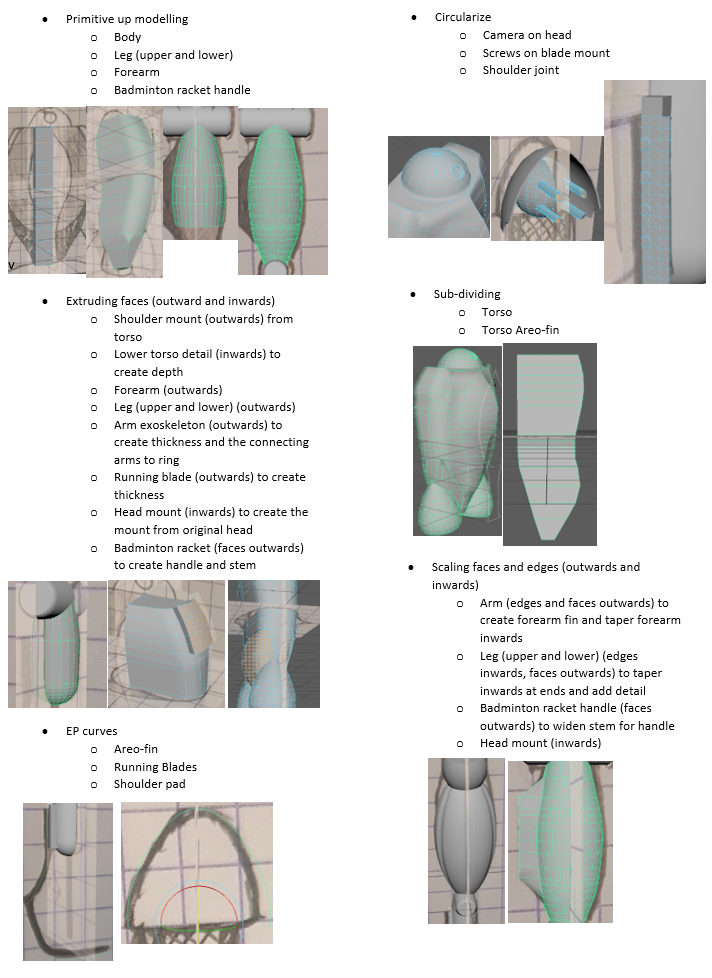 • Primitive up modelling
o Body
o Leg (upper and lower)
o Forearm
o Badminton racket handle
V
• Extruding faces (outward and inwards)
o Shoulder mount (outwards) from
torso
o Lower torso detail (inwards) to
create depth
o Forearm (outwards)
o Leg (upper and lower) (outwards)
o Arm exoskeleton (outwards) to
create thickness and the connecting
arms to ring
o Running blade (outwards) to create
thickness
o Head mount (inwards) to create the
mount from original head
o Badminton racket (faces outwards)
to create handle and stem
• EP curves
o Areo-fin
o Running Blades
o Shoulder pad
• Circularize
o Camera on head
o Screws on blade mount
o Shoulder joint
• Sub-dividing
o Torso
o Torso Areo-fin
• Scaling faces and edges (outwards and
inwards)
o Arm (edges and faces outwards) to
create forearm fin and taper forearm
inwards
o Leg (upper and lower) (edges
inwards, faces outwards) to taper
inwards at ends and add detail
o Badminton racket handle (faces
outwards) to widen stem for handle
o Head mount (inwards)